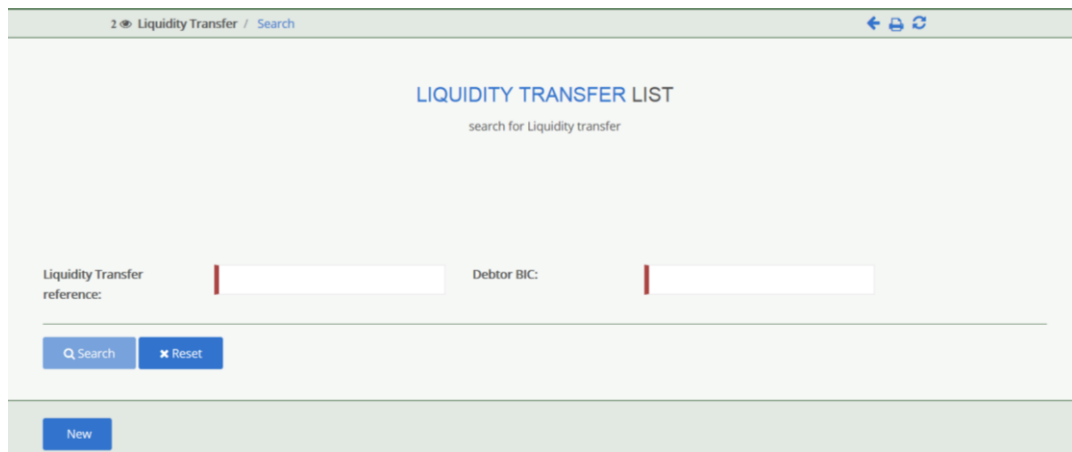 2 Liquidity Transfer / Search
LIQUIDITY TRANSFER LIST
search for Liquidity transfer
Liquidity Transfer
reference:
Debtor BIC:
Search
Reset
New